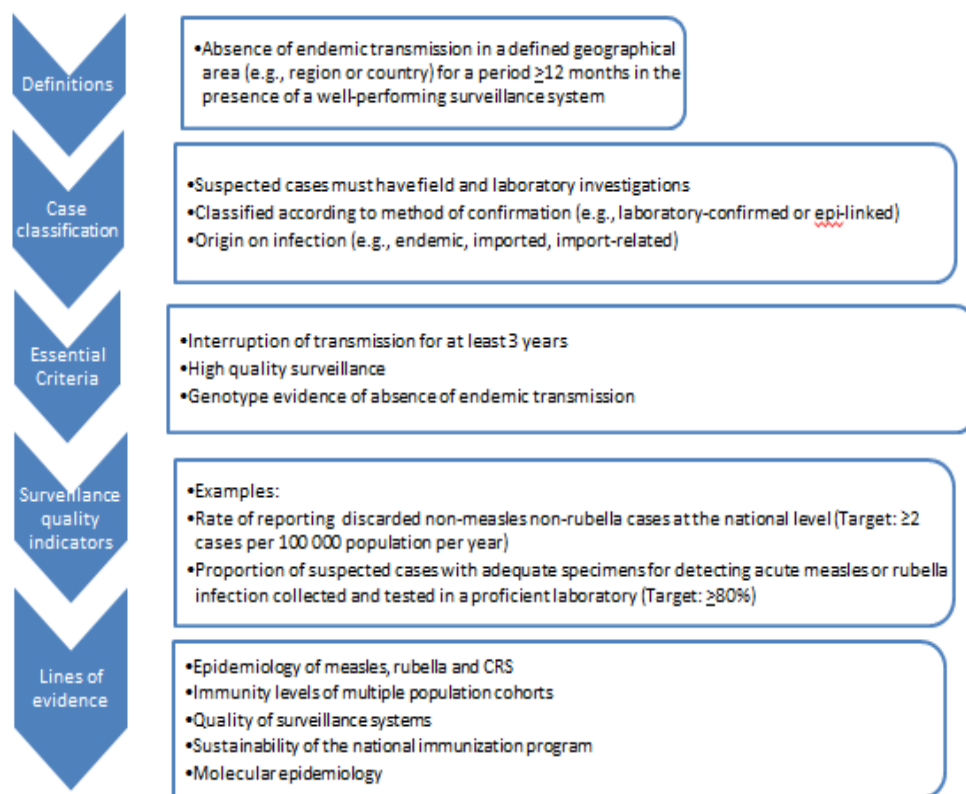 Definitions
•Absence of endemic transmission in a defined geographical
area (e.g., region or country) for a period ≥12 months in the
presence of a well-performing surveillance system
Case
classification
•Suspected cases must have field and laboratory investigations
•Classified according to method of confirmation (e.g., laboratory-confirmed or epi-linked)
•Origin on infection (e.g., endemic, imported, import-related)
Essential
Criteria
•Interruption of transmission for at least 3 years
•High quality surveillance
•Genotype evidence of absence of endemic transmission
Surveillance
quality
indicators
•Examples:
•Rate of reporting discarded non-measles non-rubella cases at the national level (Target: ≥2
cases per 100 000 population per year)
•Proportion of suspected cases with adequate specimens for detecting acute measles or rubella
infection collected and tested in a proficient laboratory (Target: ≥80%)
Lines of
evidence
•Epidemiology of measles, rubella and CRS
•Immunity levels of multiple population cohorts
•Quality of surveillance systems
•Sustainability of the national immunization program
•Molecular epidemiology